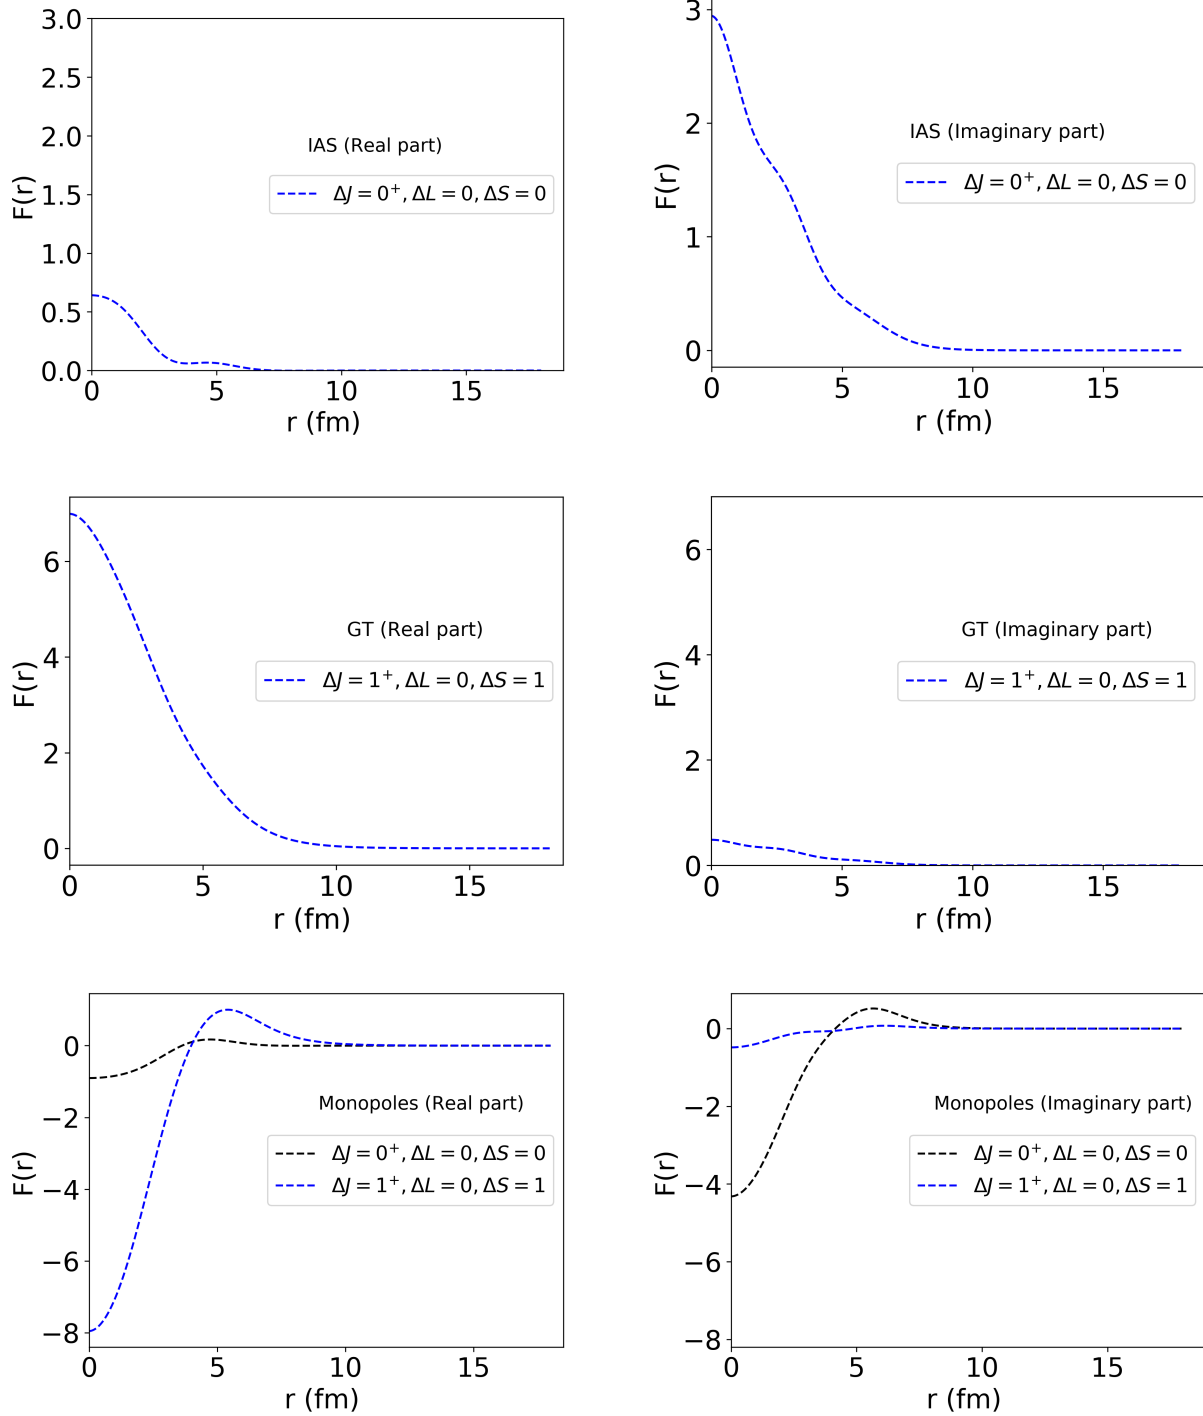 3.0
2.5
2.0
1.5
1.0
0.5
0.0
F(r)
IAS (Real part)
ΔJ = 0⁺, ΔL = 0, ΔS = 0
0 5 10 15
r (fm)
3
2
1
0
F(r)
IAS (Imaginary part)
ΔJ = 0⁺, ΔL = 0, ΔS = 0
0 5 10 15
r (fm)
6
4
2
0
F(r)
GT (Real part)
ΔJ = 1⁺, ΔL = 0, ΔS = 1
0 5 10 15
r (fm)
6
4
2
0
F(r)
GT (Imaginary part)
ΔJ = 1⁺, ΔL = 0, ΔS = 1
0 5 10 15
r (fm)
0
−2
−4
−6
−8
F(r)
Monopoles (Real part)
ΔJ = 0⁺, ΔL = 0, ΔS = 0
ΔJ = 1⁺, ΔL = 0, ΔS = 1
0 5 10 15
r (fm)
0
−2
−4
−6
−8
F(r)
Monopoles (Imaginary part)
ΔJ = 0⁺, ΔL = 0, ΔS = 0
ΔJ = 1⁺, ΔL = 0, ΔS = 1
0 5 10 15
r (fm)